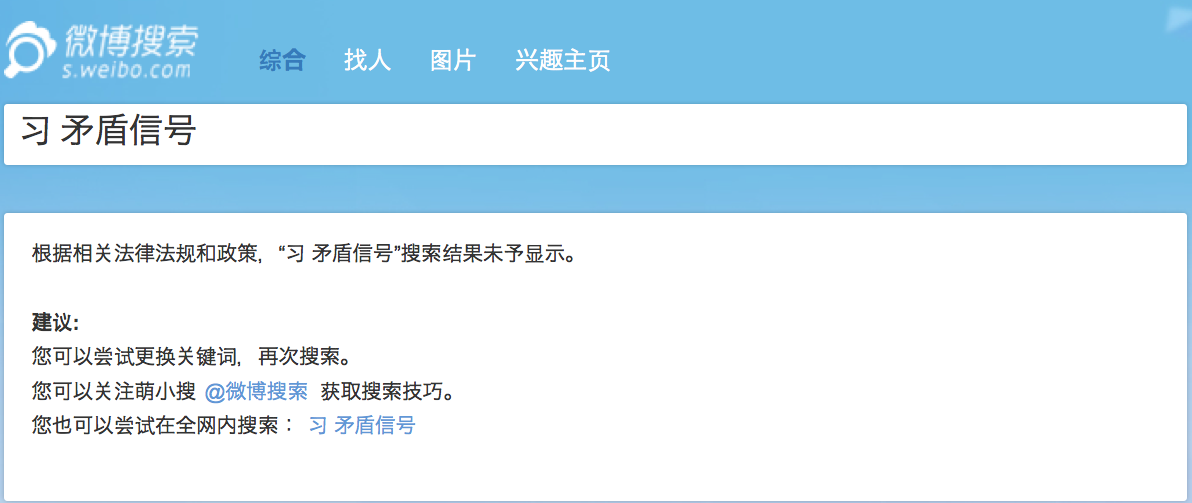 微博搜索
s.weibo.com
综合 找人 图片 兴趣主页
习 矛盾信号
根据相关法律法规和政策,“习 矛盾信号”搜索结果未予显示。
建议:
您可以尝试更换关键词,再次搜索。
您可以关注萌小搜 @微博搜索 获取搜索技巧。
您也可以尝试在全网内搜索: 习 矛盾信号